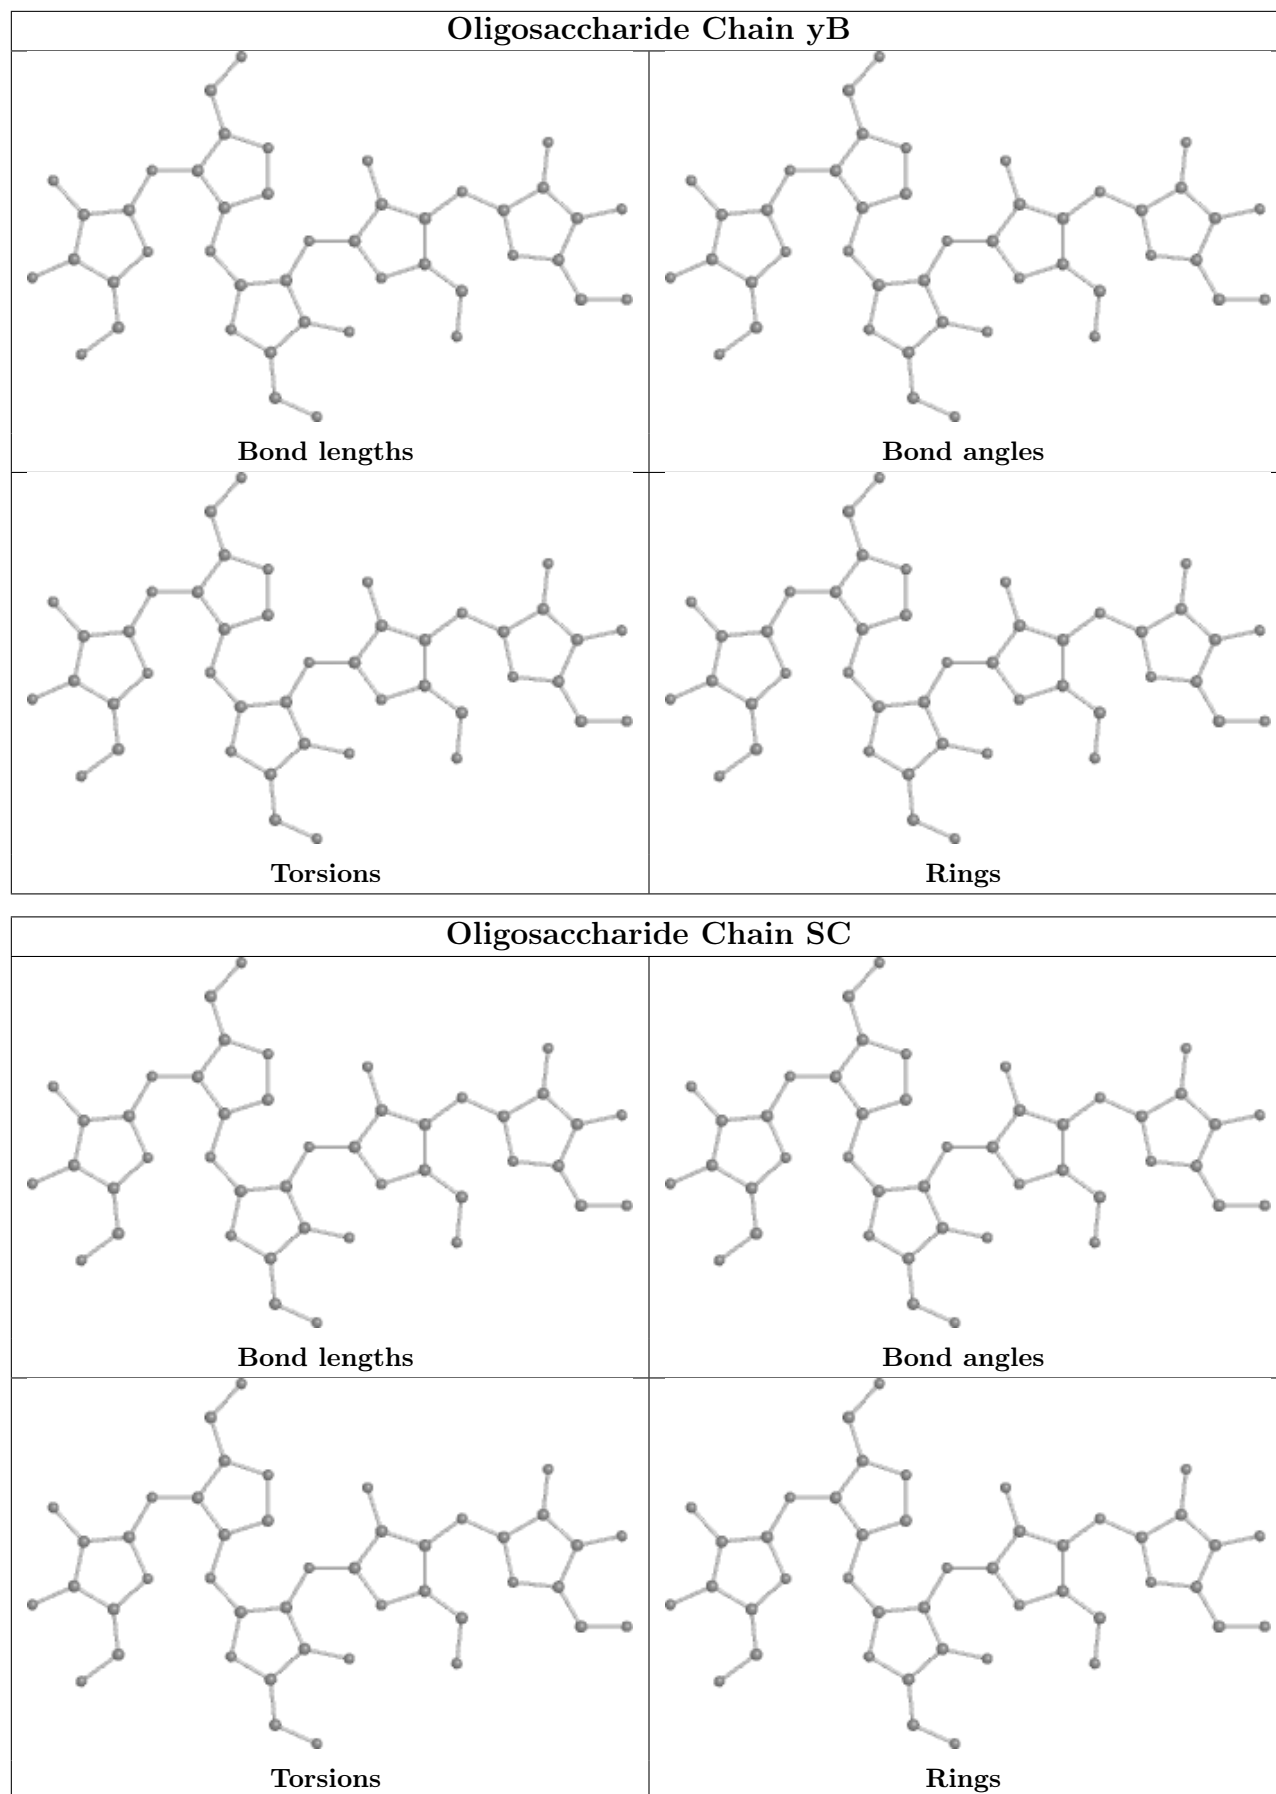 Oligosaccharide Chain yB
Bond lengths
Bond angles
Torsions
Rings
Oligosaccharide Chain SC
Bond lengths
Bond angles
Torsions
Rings